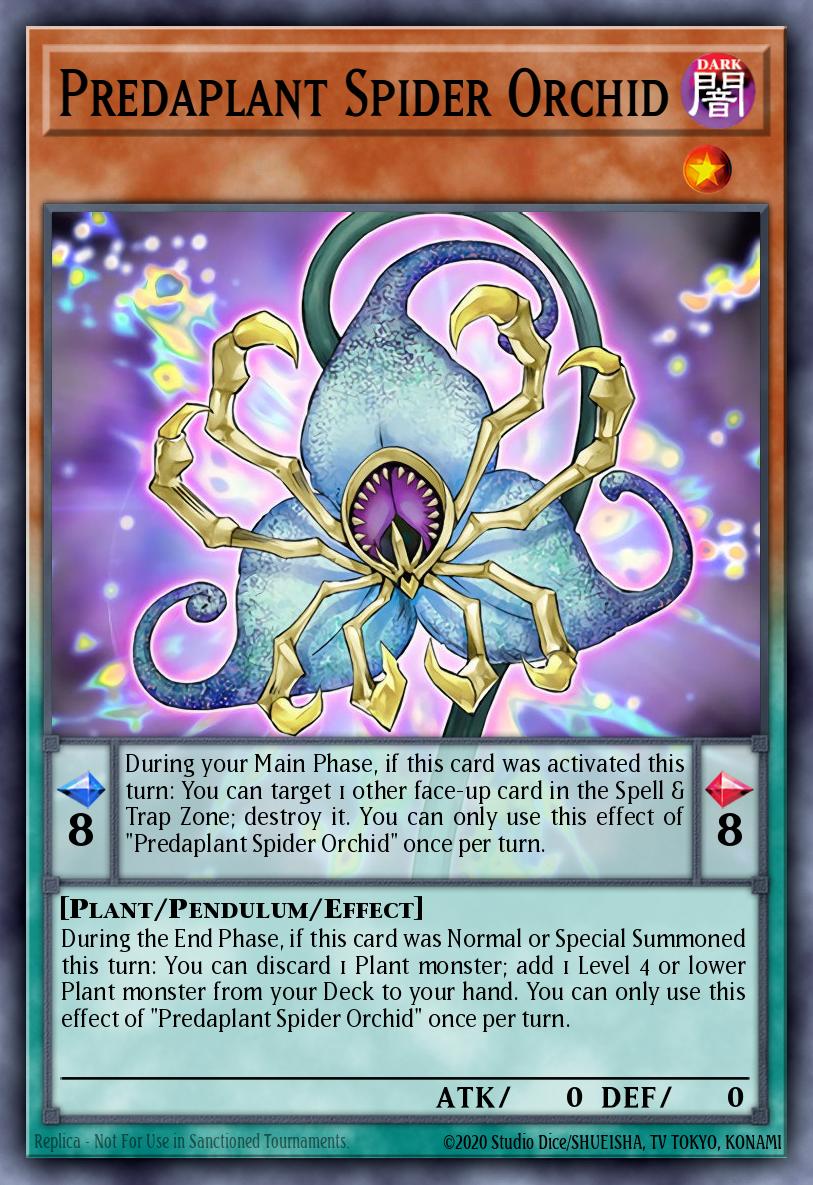 Predaplant Spider Orchid
DARK
闇
During your Main Phase, if this card was activated this
turn: You can target 1 other face-up card in the Spell &
Trap Zone; destroy it. You can only use this effect of
"Predaplant Spider Orchid" once per turn.
8
8
[Plant/Pendulum/Effect]
During the End Phase, if this card was Normal or Special Summoned
this turn: You can discard 1 Plant monster; add 1 Level 4 or lower
Plant monster from your Deck to your hand. You can only use this
effect of "Predaplant Spider Orchid" once per turn.
ATK/ 0 DEF/ 0
Replica - Not For Use in Sanctioned Tournaments.
©2020 Studio Dice/SHUEISHA, TV TOKYO, KONAMI